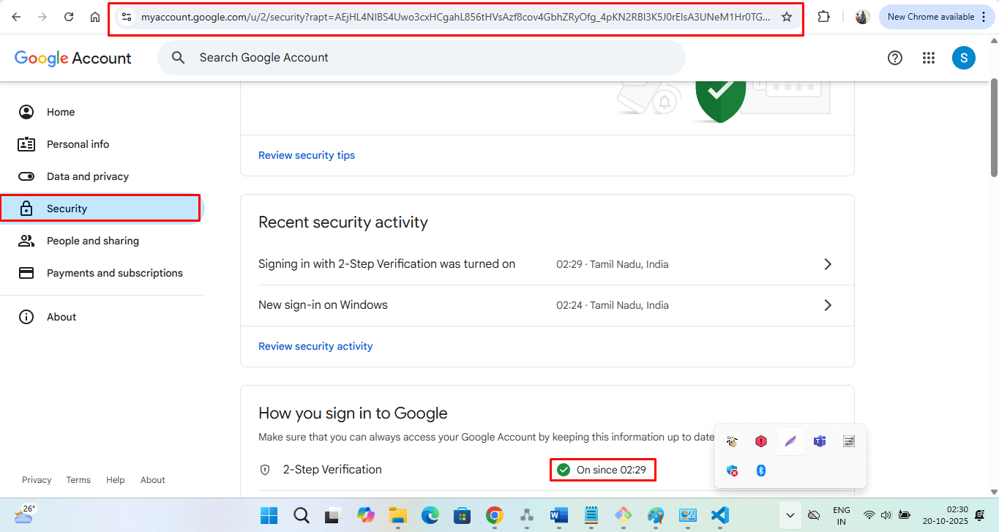 myaccount.google.com/u/2/security?rapt=AEjHL4NIBS4Uwo3cxHCgahL856tHVsAzf8cov4GbhZRyOfg_4pKN2RBI3K5J0rEIsA3UNeM1Hr0TG...
New Chrome available
Google Account
Search Google Account
S
Home
Personal info
Data and privacy
Security
People and sharing
Payments and subscriptions
About
Review security tips
Recent security activity
Signing in with 2-Step Verification was turned on 02:29 · Tamil Nadu, India
New sign-in on Windows 02:24 · Tamil Nadu, India
Review security activity
How you sign in to Google
Make sure that you can always access your Google Account by keeping this information up to date
2-Step Verification On since 02:29
Privacy Terms Help About
26°
ENG
IN
02:30
20-10-2025